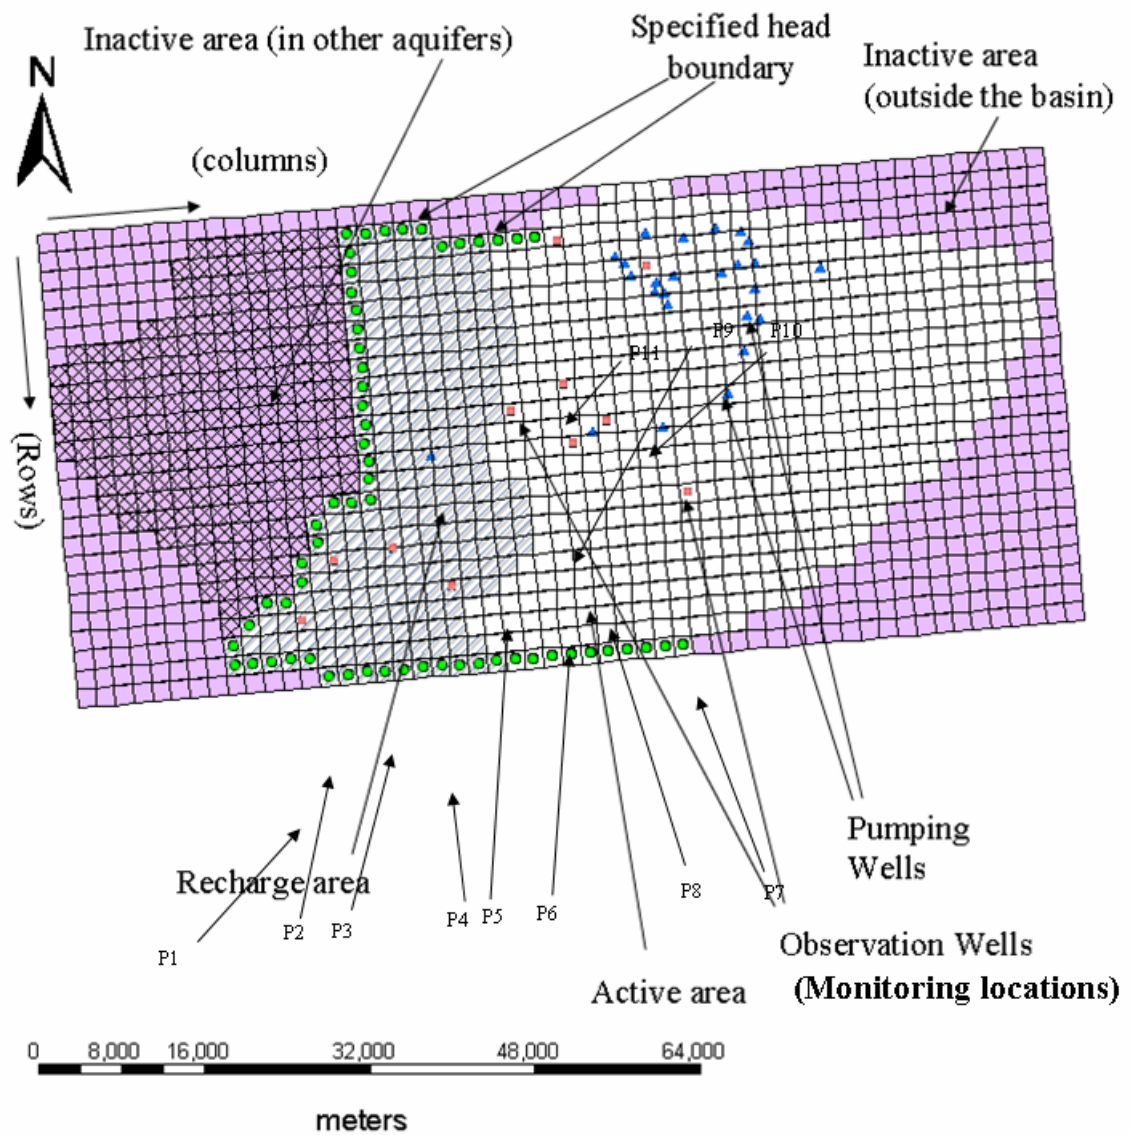 Inactive area (in other aquifers)
Specified head
boundary
Inactive area
(outside the basin)
N
(columns)
(Rows)
P9
P10
P11
Pumping
Wells
Recharge area
P1
P2
P3
P4
P5
P6
P8
P7
Observation Wells
(Monitoring locations)
Active area
0 8,000 16,000 32,000 48,000 64,000
meters